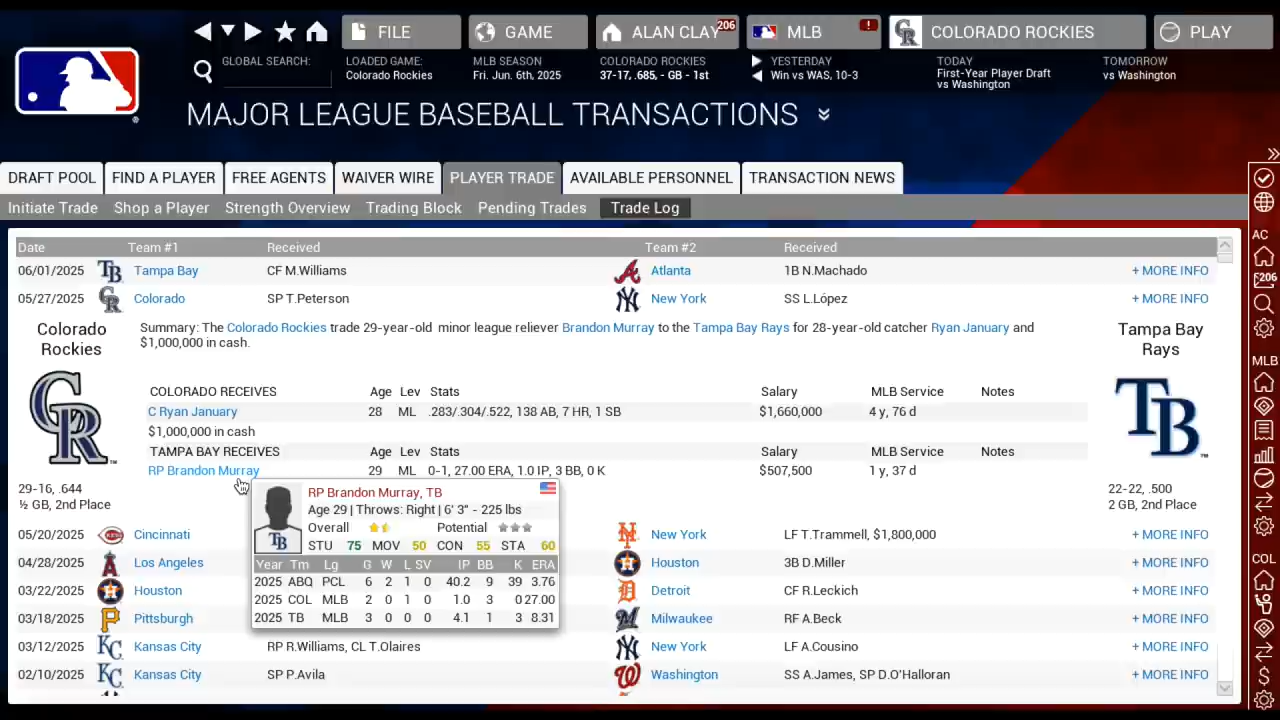 FILE
GAME
ALAN CLAY
206
MLB
!
COLORADO ROCKIES
PLAY
GLOBAL SEARCH:
LOADED GAME:
Colorado Rockies
MLB SEASON
Fri. Jun. 6th, 2025
COLORADO ROCKIES
37-17, .685, - GB - 1st
YESTERDAY
Win vs WAS, 10-3
TODAY
First-Year Player Draft
vs Washington
TOMORROW
vs Washington
MAJOR LEAGUE BASEBALL TRANSACTIONS
DRAFT POOL FIND A PLAYER FREE AGENTS WAIVER WIRE PLAYER TRADE AVAILABLE PERSONNEL TRANSACTION NEWS
Initiate Trade Shop a Player Strength Overview Trading Block Pending Trades Trade Log
Date Team #1 Received Team #2 Received
06/01/2025 TB Tampa Bay CF M.Williams A Atlanta 1B N.Machado + MORE INFO
05/27/2025 CR Colorado SP T.Peterson NY New York SS L.López + MORE INFO
Colorado
Rockies
CR
29-16, .644
½ GB, 2nd Place
Summary: The Colorado Rockies trade 29-year-old minor league reliever Brandon Murray to the Tampa Bay Rays for 28-year-old catcher Ryan January and
$1,000,000 in cash.
COLORADO RECEIVES Age Lev Stats Salary MLB Service Notes
C Ryan January 28 ML .283/.304/.522, 138 AB, 7 HR, 1 SB $1,660,000 4 y, 76 d
$1,000,000 in cash
TAMPA BAY RECEIVES Age Lev Stats Salary MLB Service Notes
RP Brandon Murray 29 ML 0-1, 27.00 ERA, 1.0 IP, 3 BB, 0 K $507,500 1 y, 37 d
Tampa Bay
Rays
TB
22-22, .500
2 GB, 2nd Place
RP Brandon Murray, TB
Age 29 | Throws: Right | 6' 3" - 225 lbs
Overall Potential
STU 75 MOV 50 CON 55 STA 60
TB
Year Tm Lg G W L SV IP BB K ERA
2025 ABQ PCL 6 2 1 0 40.2 9 39 3.76
2025 COL MLB 2 0 1 0 1.0 3 0 27.00
2025 TB MLB 3 0 0 0 4.1 1 3 8.31
05/20/2025 Cincinnati NY New York LF T.Trammell, $1,800,000 + MORE INFO
04/28/2025 A Los Angeles Houston 3B D.Miller + MORE INFO
03/22/2025 Houston D Detroit CF R.Leckich + MORE INFO
03/18/2025 P Pittsburgh Milwaukee RF A.Beck + MORE INFO
03/12/2025 KC Kansas City RP R.Williams, CL T.Olaires NY New York LF A.Cousino + MORE INFO
02/10/2025 KC Kansas City SP P.Avila W Washington SS A.James, SP D.O'Halloran + MORE INFO
AC
206
MLB
COL
$